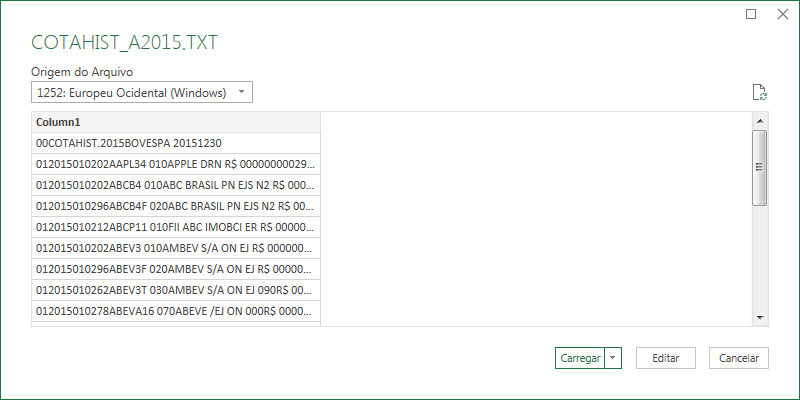 COTAHIST_A2015.TXT
Origem do Arquivo
1252: Europeu Ocidental (Windows)
Column1
00COTAHIST.2015BOVESPA 20151230
012015010202AAPL34 010APPLE DRN R$ 00000000029...
012015010202ABCB4 010ABC BRASIL PN EJS N2 R$ 000...
012015010296ABCB4F 020ABC BRASIL PN EJS N2 R$ 00...
012015010212ABCP11 010FII ABC IMOBCI ER R$ 00000...
012015010202ABEV3 010AMBEV S/A ON EJ R$ 000000...
012015010296ABEV3F 020AMBEV S/A ON EJ R$ 00000...
012015010262ABEV3T 030AMBEV S/A ON EJ 090R$ 00...
012015010278ABEVA16 070ABEVE /EJ ON 000R$ 0000...
Carregar Editar Cancelar